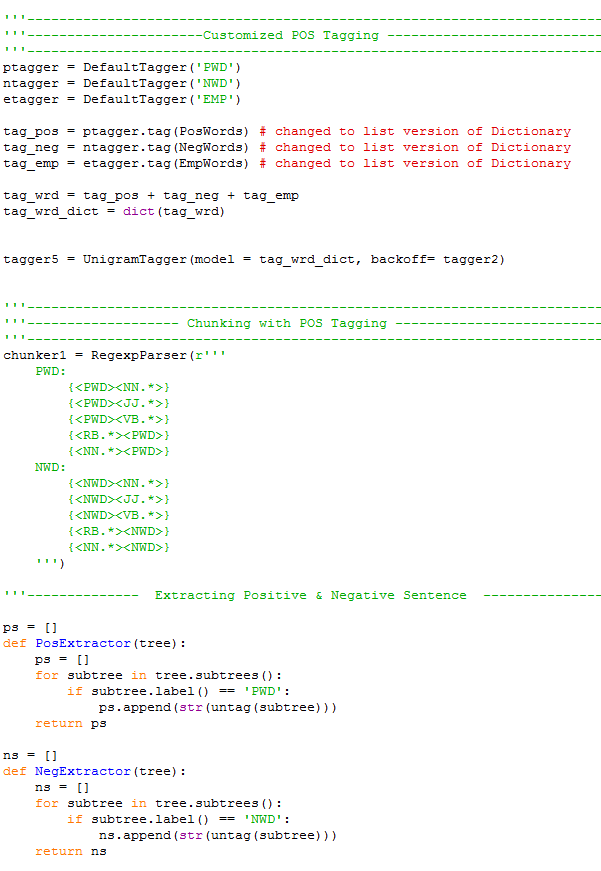 '''------------------------------------------------------------------------
'''----------------------Customized POS Tagging ---------------------------
'''------------------------------------------------------------------------
ptagger = DefaultTagger('PWD')
ntagger = DefaultTagger('NWD')
etagger = DefaultTagger('EMP')

tag_pos = ptagger.tag(PosWords) # changed to list version of Dictionary
tag_neg = ntagger.tag(NegWords) # changed to list version of Dictionary
tag_emp = etagger.tag(EmpWords) # changed to list version of Dictionary

tag_wrd = tag_pos + tag_neg + tag_emp
tag_wrd_dict = dict(tag_wrd)


tagger5 = UnigramTagger(model = tag_wrd_dict, backoff= tagger2)


'''------------------------------------------------------------------------
'''------------------- Chunking with POS Tagging --------------------------
'''------------------------------------------------------------------------
chunker1 = RegexpParser(r'''
    PWD:
        {<PWD><NN.*>}
        {<PWD><JJ.*>}
        {<PWD><VB.*>}
        {<RB.*><PWD>}
        {<NN.*><PWD>}
    NWD:
        {<NWD><NN.*>}
        {<NWD><JJ.*>}
        {<NWD><VB.*>}
        {<RB.*><NWD>}
        {<NN.*><NWD>}
    ''')

'''--------------  Extracting Positive & Negative Sentence  ---------------

ps = []
def PosExtractor(tree):
    ps = []
    for subtree in tree.subtrees():
        if subtree.label() == 'PWD':
            ps.append(str(untag(subtree)))
    return ps

ns = []
def NegExtractor(tree):
    ns = []
    for subtree in tree.subtrees():
        if subtree.label() == 'NWD':
            ns.append(str(untag(subtree)))
    return ns